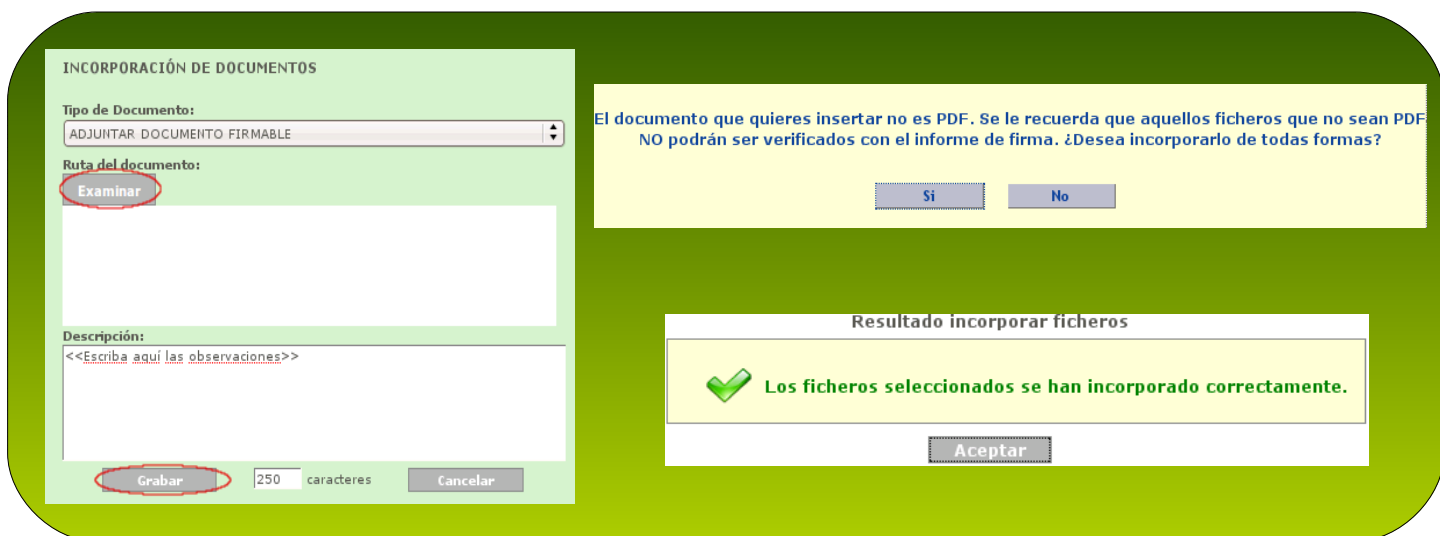 INCORPORACIÓN DE DOCUMENTOS
Tipo de Documento:
ADJUNTAR DOCUMENTO FIRMABLE
Ruta del documento:
Examinar
Descripción:
<<Escriba aquí las observaciones>>
Grabar 250 caracteres Cancelar
El documento que quieres insertar no es PDF. Se le recuerda que aquellos ficheros que no sean PDF
NO podrán ser verificados con el informe de firma. ¿Desea incorporarlo de todas formas?
Si No
Resultado incorporar ficheros
Los ficheros seleccionados se han incorporado correctamente.
Aceptar